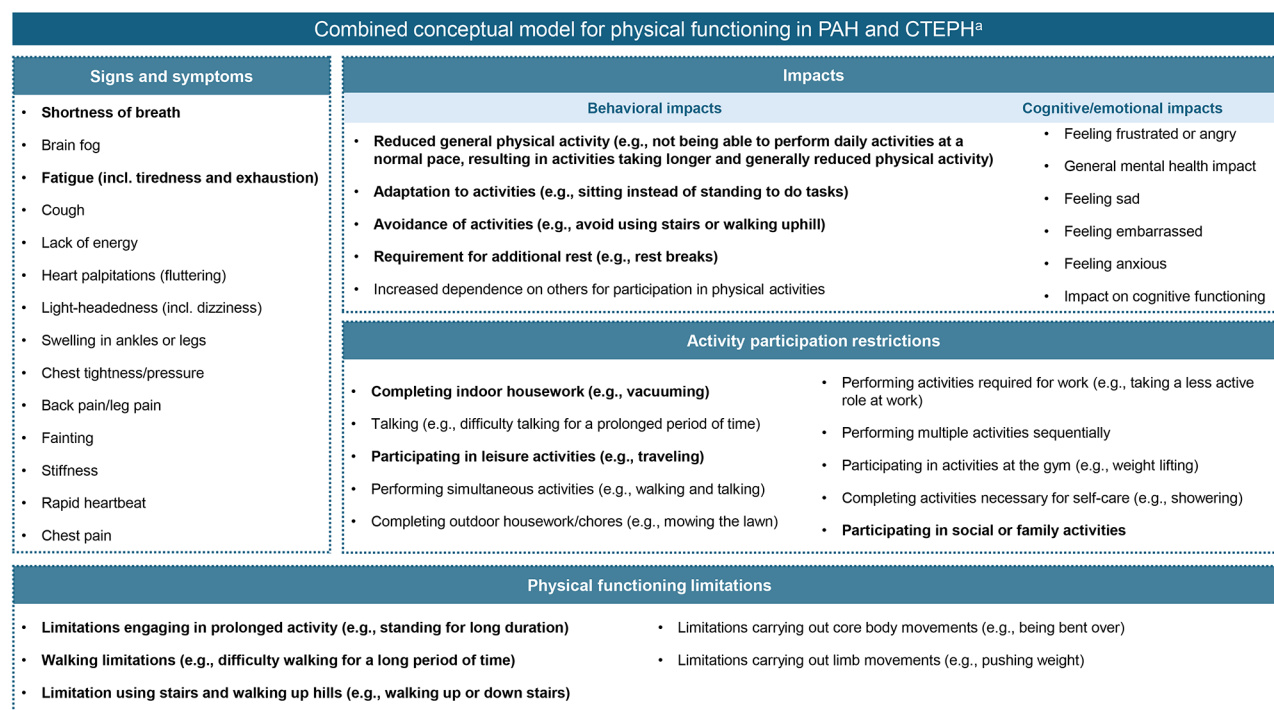 Combined conceptual model for physical functioning in PAH and CTEPHᵃ
Signs and symptoms
• Shortness of breath
• Brain fog
• Fatigue (incl. tiredness and exhaustion)
• Cough
• Lack of energy
• Heart palpitations (fluttering)
• Light-headedness (incl. dizziness)
• Swelling in ankles or legs
• Chest tightness/pressure
• Back pain/leg pain
• Fainting
• Stiffness
• Rapid heartbeat
• Chest pain
Impacts
Behavioral impacts
• Reduced general physical activity (e.g., not being able to perform daily activities at a
normal pace, resulting in activities taking longer and generally reduced physical activity)
• Adaptation to activities (e.g., sitting instead of standing to do tasks)
• Avoidance of activities (e.g., avoid using stairs or walking uphill)
• Requirement for additional rest (e.g., rest breaks)
• Increased dependence on others for participation in physical activities
Cognitive/emotional impacts
• Feeling frustrated or angry
• General mental health impact
• Feeling sad
• Feeling embarrassed
• Feeling anxious
• Impact on cognitive functioning
Activity participation restrictions
• Completing indoor housework (e.g., vacuuming)
• Talking (e.g., difficulty talking for a prolonged period of time)
• Participating in leisure activities (e.g., traveling)
• Performing simultaneous activities (e.g., walking and talking)
• Completing outdoor housework/chores (e.g., mowing the lawn)
• Performing activities required for work (e.g., taking a less active
role at work)
• Performing multiple activities sequentially
• Participating in activities at the gym (e.g., weight lifting)
• Completing activities necessary for self-care (e.g., showering)
• Participating in social or family activities
Physical functioning limitations
• Limitations engaging in prolonged activity (e.g., standing for long duration)
• Walking limitations (e.g., difficulty walking for a long period of time)
• Limitation using stairs and walking up hills (e.g., walking up or down stairs)
• Limitations carrying out core body movements (e.g., being bent over)
• Limitations carrying out limb movements (e.g., pushing weight)